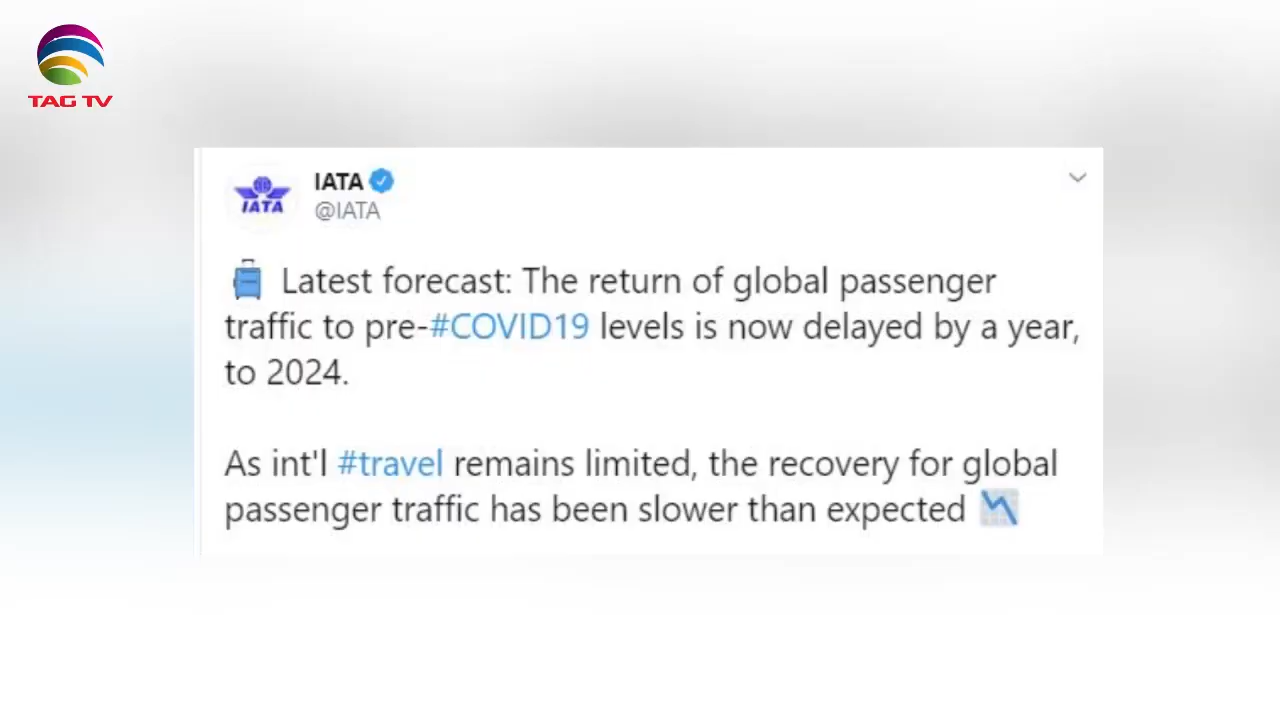 TAG TV
IATA
@IATA
IATA
Latest forecast: The return of global passenger
traffic to pre-#COVID19 levels is now delayed by a year,
to 2024.
As int'l #travel remains limited, the recovery for global
passenger traffic has been slower than expected